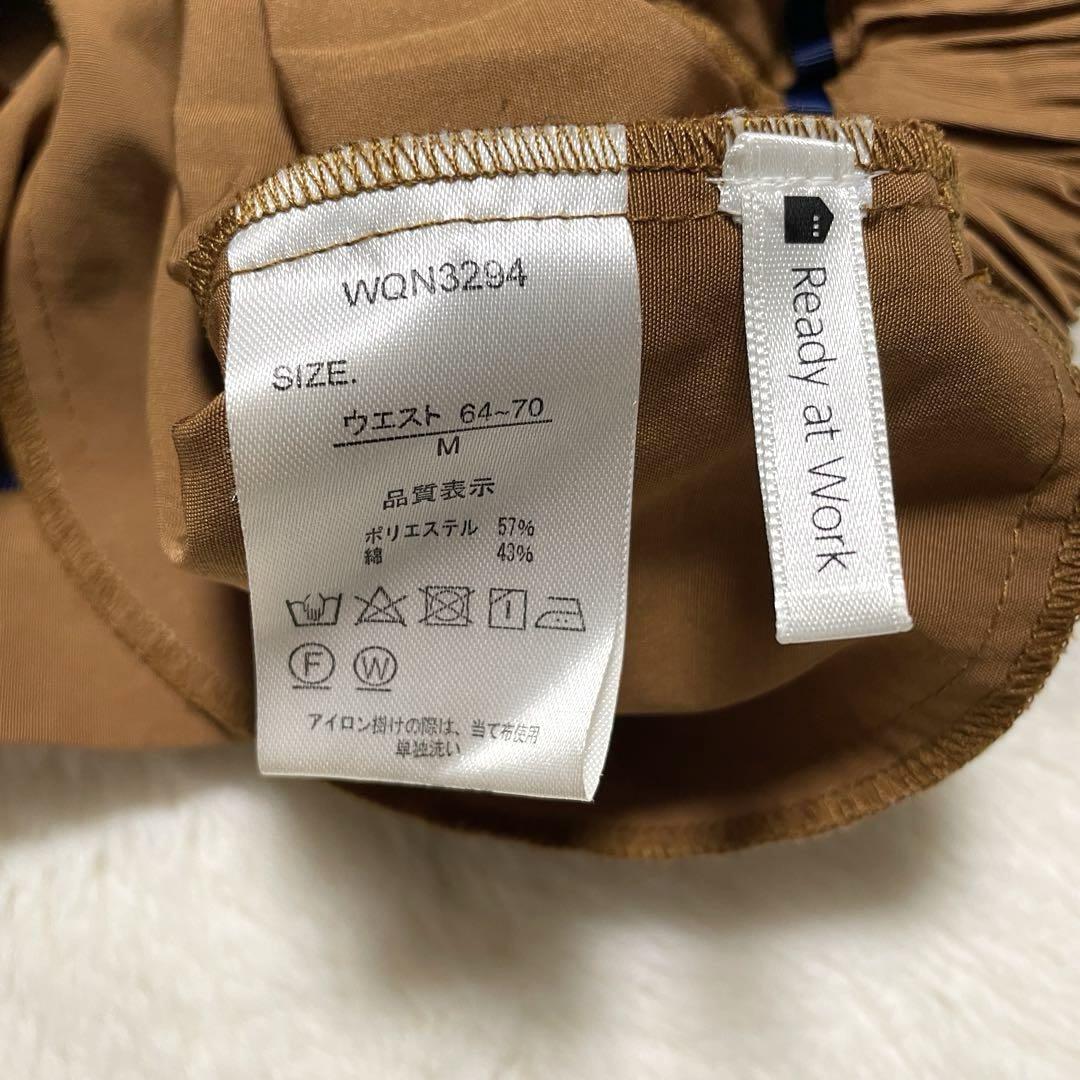 WQN3294
SIZE.
ウエスト 64~70
M
品質表示
ポリエステル 57%
綿 43%
F W
アイロン掛けの際は、当て布使用
単独洗い
Ready at Work